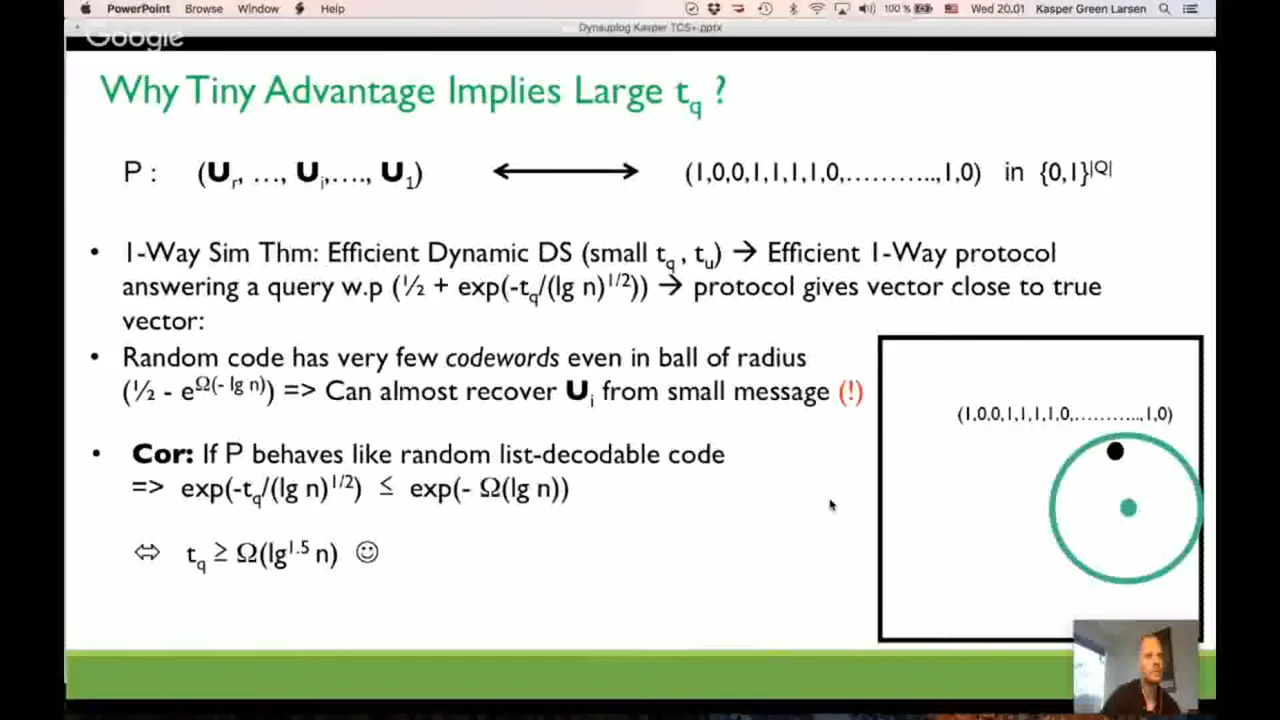 PowerPoint Browse Window Help 100 % Wed 20.01 Kasper Green Larsen
Google
Dynsuplog Kasper TCS+.pptx
Why Tiny Advantage Implies Large t_q ?
P : (U_r, …, U_i,…., U_1) (1,0,0,1,1,1,1,0,………..,1,0) in {0,1}^|Q|
• 1-Way Sim Thm: Efficient Dynamic DS (small t_q , t_u) → Efficient 1-Way protocol
answering a query w.p (½ + exp(-t_q/(lg n)^1/2)) → protocol gives vector close to true
vector:
• Random code has very few codewords even in ball of radius
(½ - e^Ω(- lg n)) => Can almost recover U_i from small message (!)
(1,0.0,1,1,1,1,0,………..,1,0)
• Cor: If P behaves like random list-decodable code
=> exp(-t_q/(lg n)^1/2) ≤ exp(- Ω(lg n))
⇔ t_q ≥ Ω(lg^1.5 n) ☺